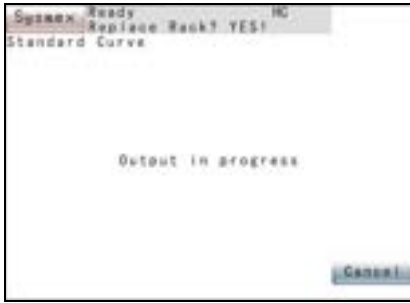 Sysmex Ready HC
Replace Rack? YES!
Standard Curve
Output in progress
Cancel